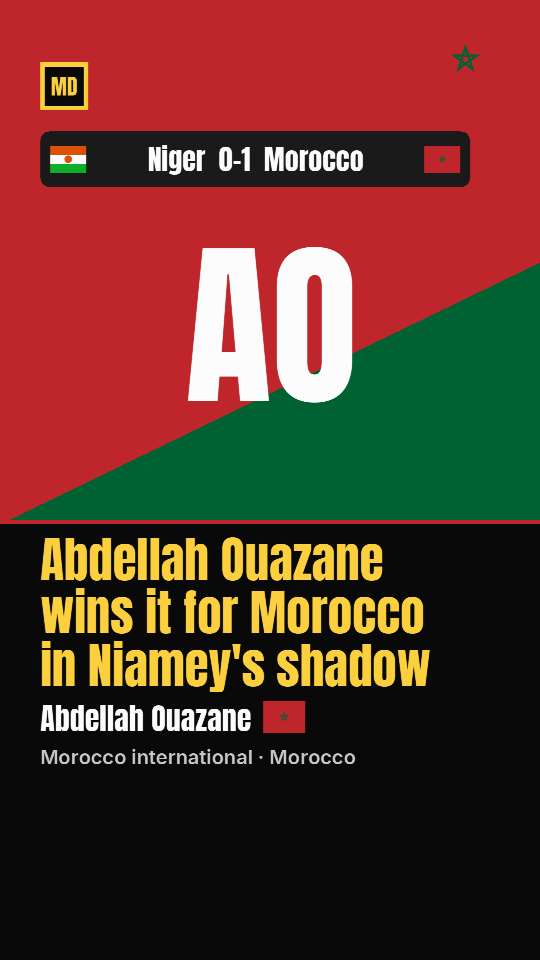 MD
Niger 0-1 Morocco
AO
Abdellah Ouazane
wins it for Morocco
in Niamey's shadow
Abdellah Ouazane
Morocco international · Morocco